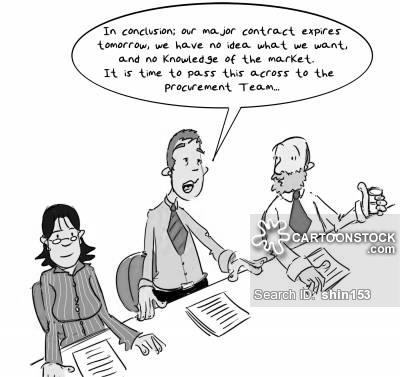 In conclusion; our major contract expires
tomorrow, we have no idea what we want,
and no knowledge of the market.
It is time to pass this across to the
Procurement Team...
CARTOONSTOCK
.com
Search ID: shin153